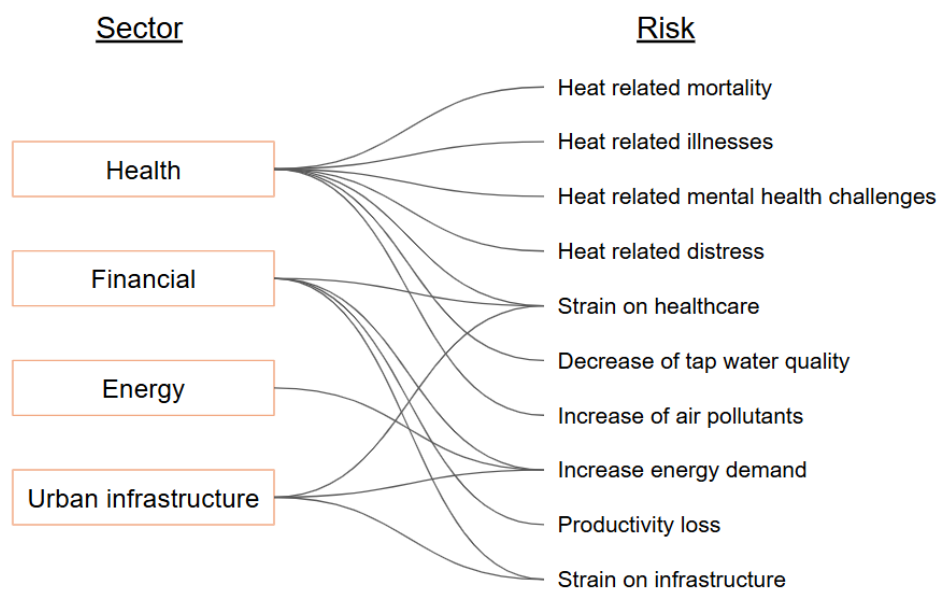 Sector
Risk
Health
Financial
Energy
Urban infrastructure
Heat related mortality
Heat related illnesses
Heat related mental health challenges
Heat related distress
Strain on healthcare
Decrease of tap water quality
Increase of air pollutants
Increase energy demand
Productivity loss
Strain on infrastructure